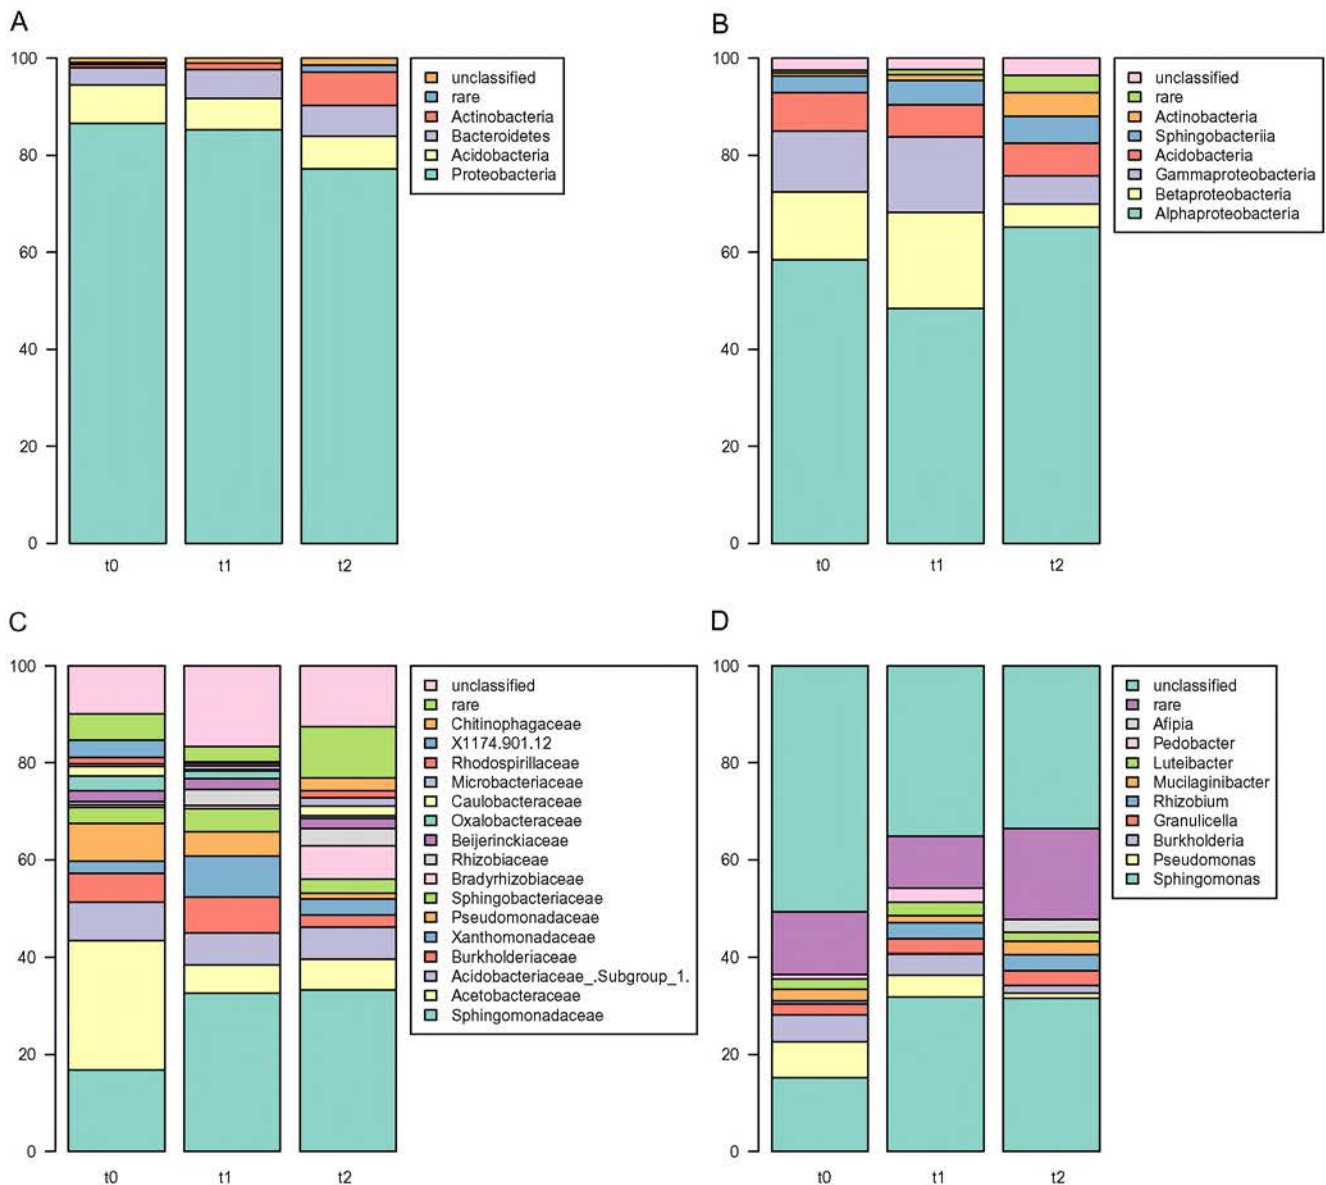 A
100
80
60
40
20
0
t0
t1
t2
unclassified
rare
Actinobacteria
Bacteroidetes
Acidobacteria
Proteobacteria
B
100
80
60
40
20
0
t0
t1
t2
unclassified
rare
Actinobacteria
Sphingobacteriia
Acidobacteria
Gammaproteobacteria
Betaproteobacteria
Alphaproteobacteria
C
100
80
60
40
20
0
t0
t1
t2
unclassified
rare
Chitinophagaceae
X1174.901.12
Rhodospirillaceae
Microbacteriaceae
Caulobacteraceae
Oxalobacteraceae
Beijerinckiaceae
Rhizobiaceae
Bradyrhizobiaceae
Sphingobacteriaceae
Pseudomonadaceae
Xanthomonadaceae
Burkholderiaceae
Acidobacteriaceae_.Subgroup_1.
Acetobacteraceae
Sphingomonadaceae
D
100
80
60
40
20
0
t0
t1
t2
unclassified
rare
Afipia
Pedobacter
Luteibacter
Mucilaginibacter
Rhizobium
Granulicella
Burkholderia
Pseudomonas
Sphingomonas